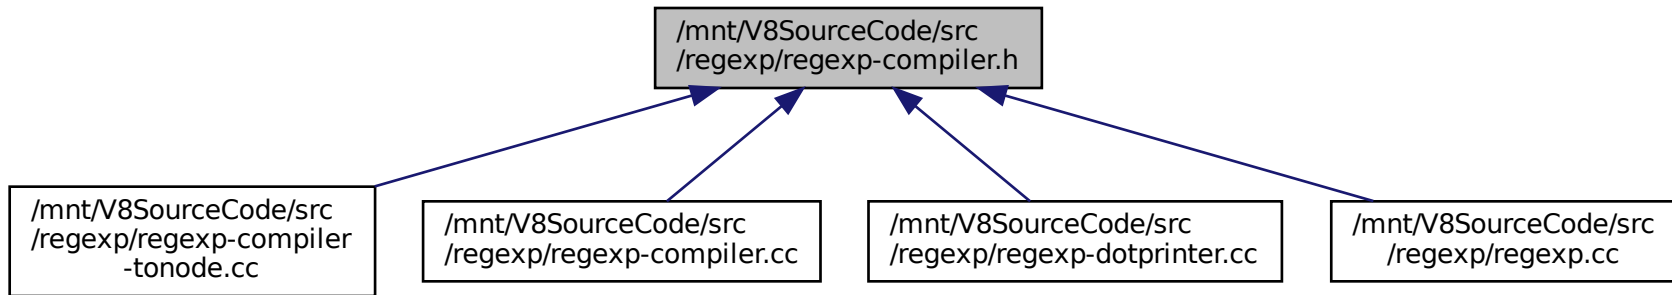 /mnt/V8SourceCode/src
/regexp/regexp-compiler.h
/mnt/V8SourceCode/src
/regexp/regexp-compiler
-tonode.cc
/mnt/V8SourceCode/src
/regexp/regexp-compiler.cc
/mnt/V8SourceCode/src
/regexp/regexp-dotprinter.cc
/mnt/V8SourceCode/src
/regexp/regexp.cc